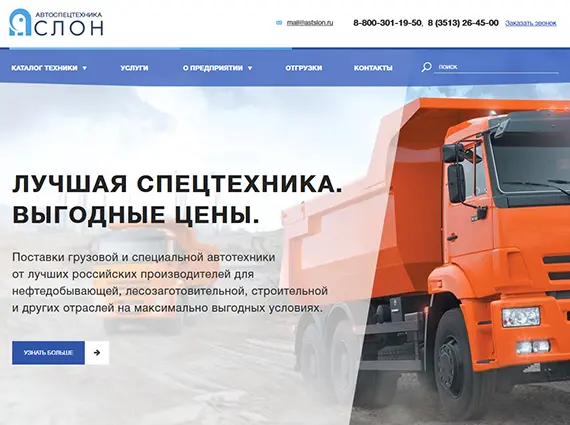 АВТОСПЕЦТЕХНИКА
СЛОН
mail@astslon.ru
8-800-301-19-50, 8 (3513) 26-45-00
Заказать звонок
КАТАЛОГ ТЕХНИКИ
УСЛУГИ
О ПРЕДПРИЯТИИ
ОТГРУЗКИ
КОНТАКТЫ
ПОИСК
ЛУЧШАЯ СПЕЦТЕХНИКА.
ВЫГОДНЫЕ ЦЕНЫ.
Поставки грузовой и специальной автотехники
от лучших российских производителей для
нефтедобывающей, лесозаготовительной, строительной
и других отраслей на максимально выгодных условиях.
УЗНАТЬ БОЛЬШЕ